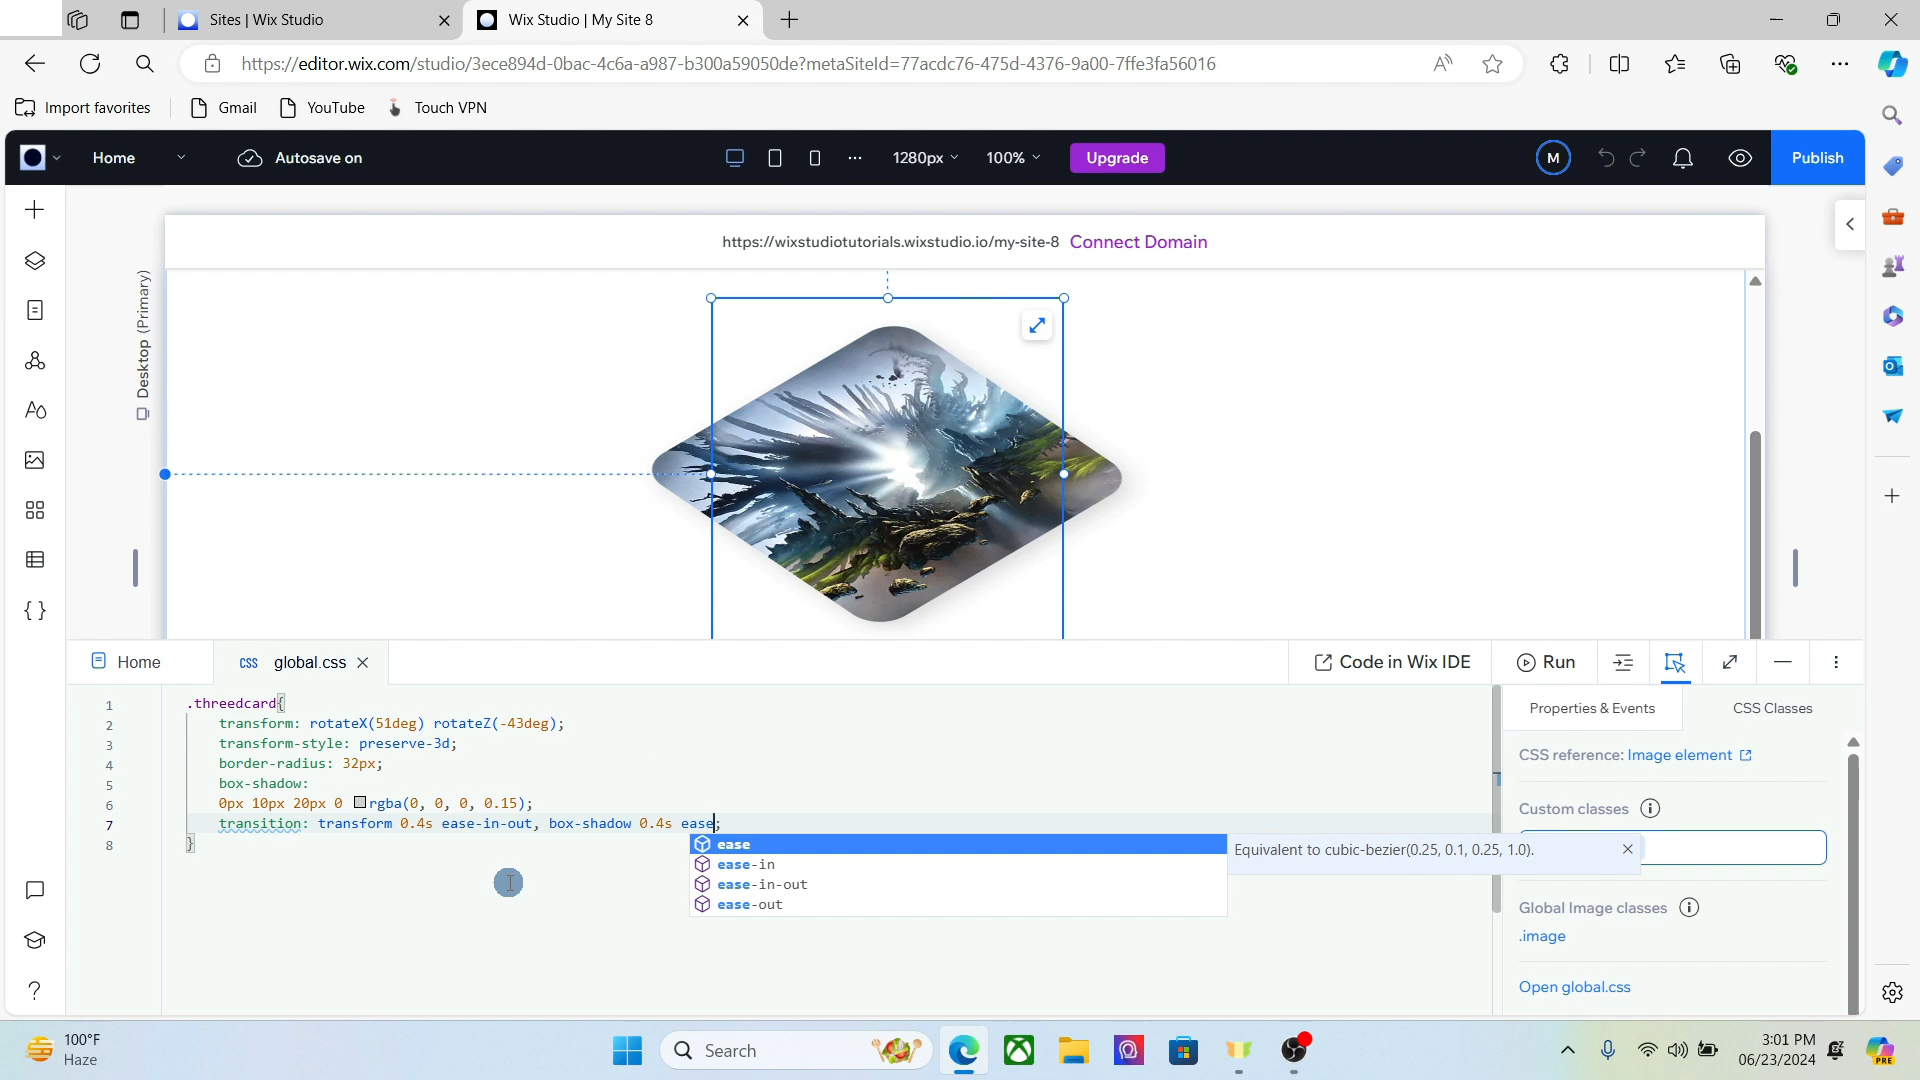 Sites | Wix Studio
Wix Studio | My Site 8
https://editor.wix.com/studio/3ece894d-0bac-4c6a-a987-b300a59050de?metaSiteId=77acdc76-475d-4376-9a00-7ffe3fa56016
Import favorites
Gmail
YouTube
Touch VPN
Home
Autosave on
1280px
100%
Upgrade
M
Publish
https://wixstudiotutorials.wixstudio.io/my-site-8 Connect Domain
Desktop (Primary)
Home
css global.css
Code in Wix IDE
Run
1 .threedcard{
2 transform: rotateX(51deg) rotateZ(-43deg);
3 transform-style: preserve-3d;
4 border-radius: 32px;
5 box-shadow:
6 0px 10px 20px 0 rgba(0, 0, 0, 0.15);
7 transition: transform 0.4s ease-in-out, box-shadow 0.4s ease;
8 }
ease
ease-in
ease-in-out
ease-out
Equivalent to cubic-bezier(0.25, 0.1, 0.25, 1.0).
Properties & Events
CSS Classes
CSS reference: Image element
Custom classes
Global Image classes
.image
Open global.css
100°F
Haze
Search
3:01 PM
06/23/2024
PRE